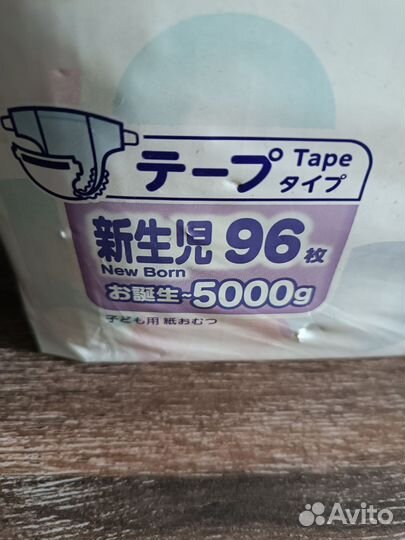 テープ Tape タイプ
新生児 96枚
New Born
お誕生~5000g
子ども用 紙おむつ
Avito